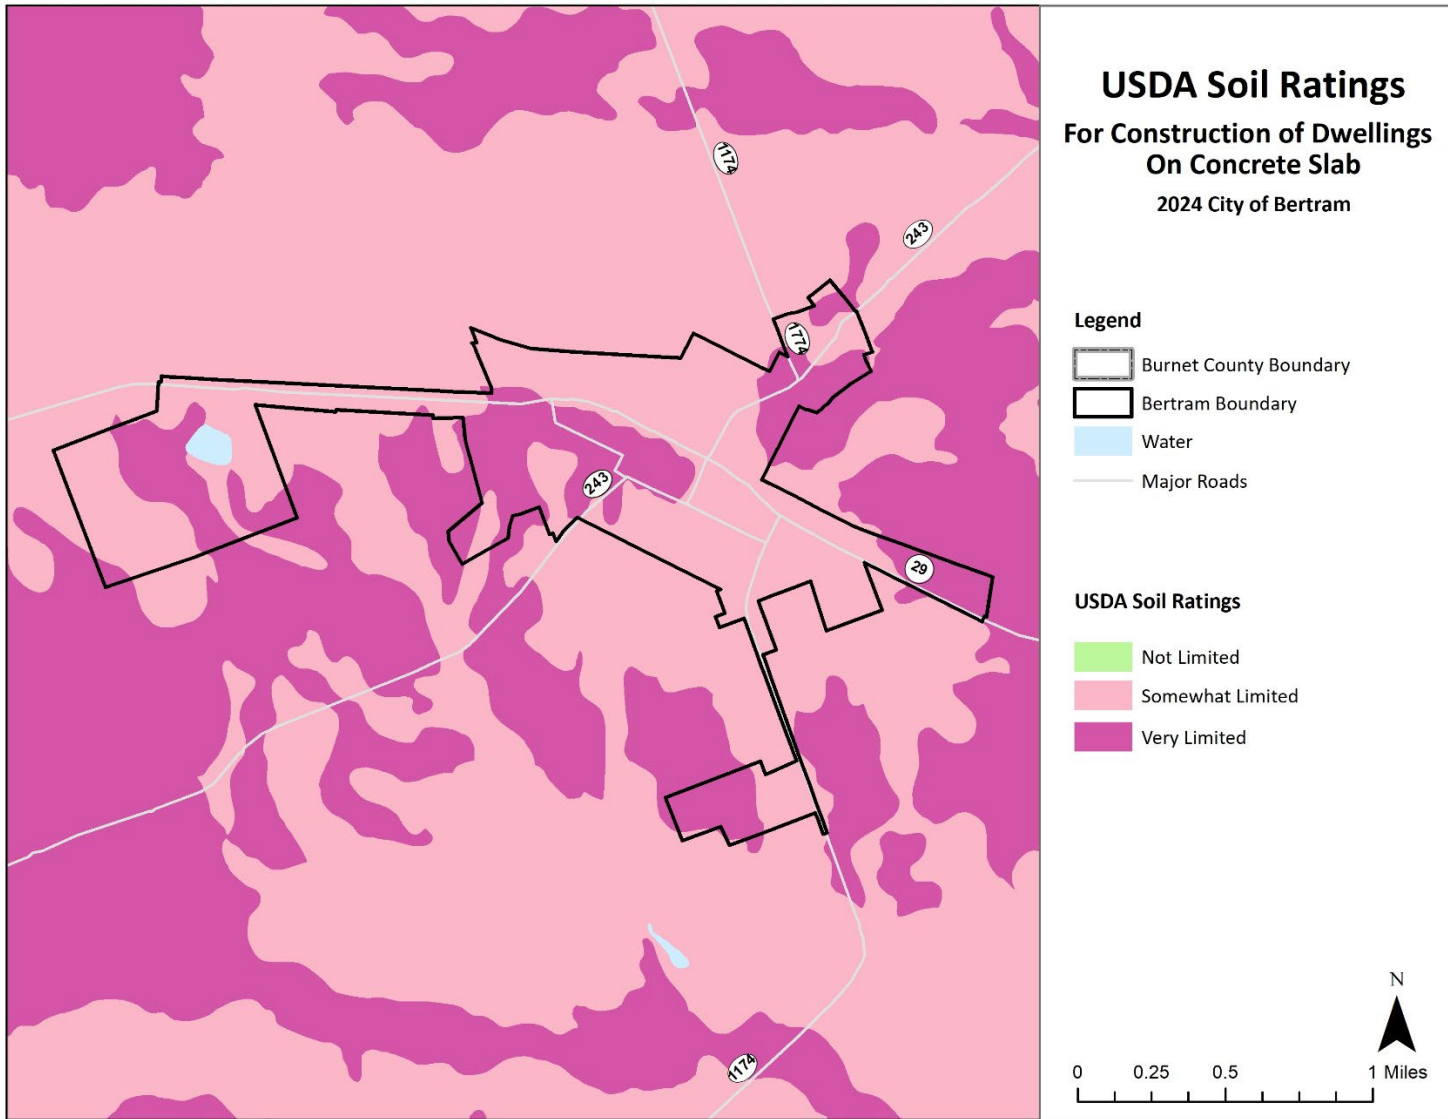 USDA Soil Ratings
For Construction of Dwellings
On Concrete Slab
2024 City of Bertram
Legend
Burnet County Boundary
Bertram Boundary
Water
Major Roads
USDA Soil Ratings
Not Limited
Somewhat Limited
Very Limited
N
0 0.25 0.5 1 Miles
1174
243
1774
243
29
1174